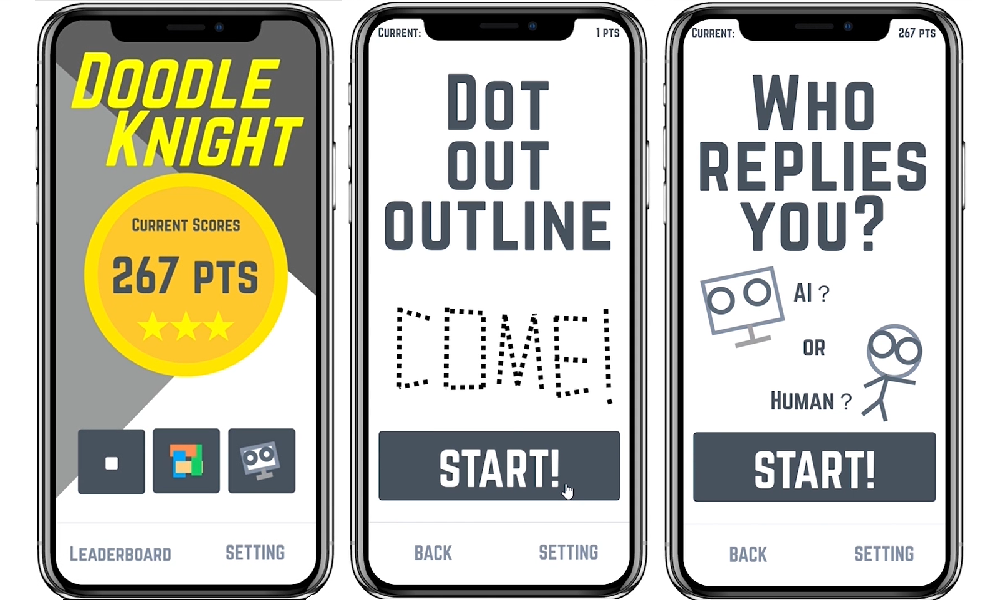 DOODLE
KNIGHT
CURRENT SCORES
267 PTS
LEADERBOARD
SETTING
CURRENT:
1 PTS
DOT
OUT
OUTLINE
COME!
START!
BACK
SETTING
CURRENT:
267 PTS
WHO
REPLIES
YOU?
AI ?
OR
HUMAN ?
START!
BACK
SETTING